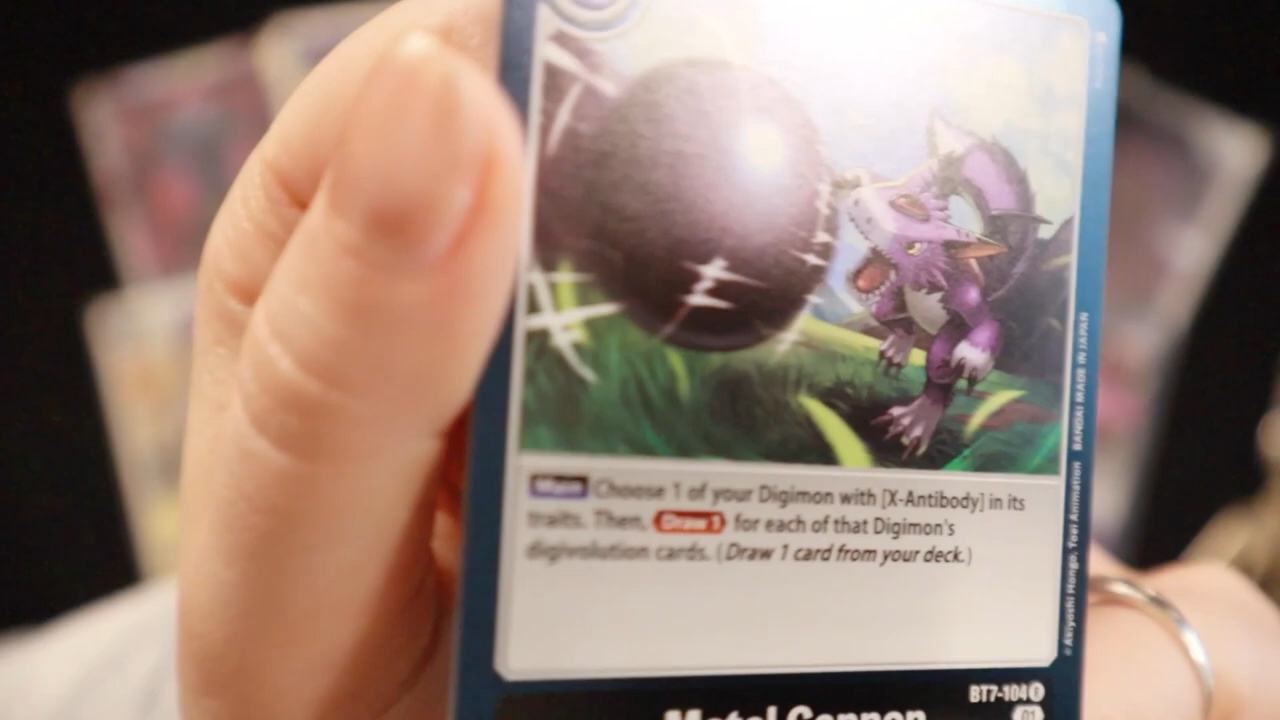 Main Choose 1 of your Digimon with [X-Antibody] in its
traits. Then, Draw 1 for each of that Digimon's
digivolution cards. (Draw 1 card from your deck.)
© Akiyoshi Hongo, Toei Animation BANDAI MADE IN JAPAN
BT7-104 R
01
Metal Cannon